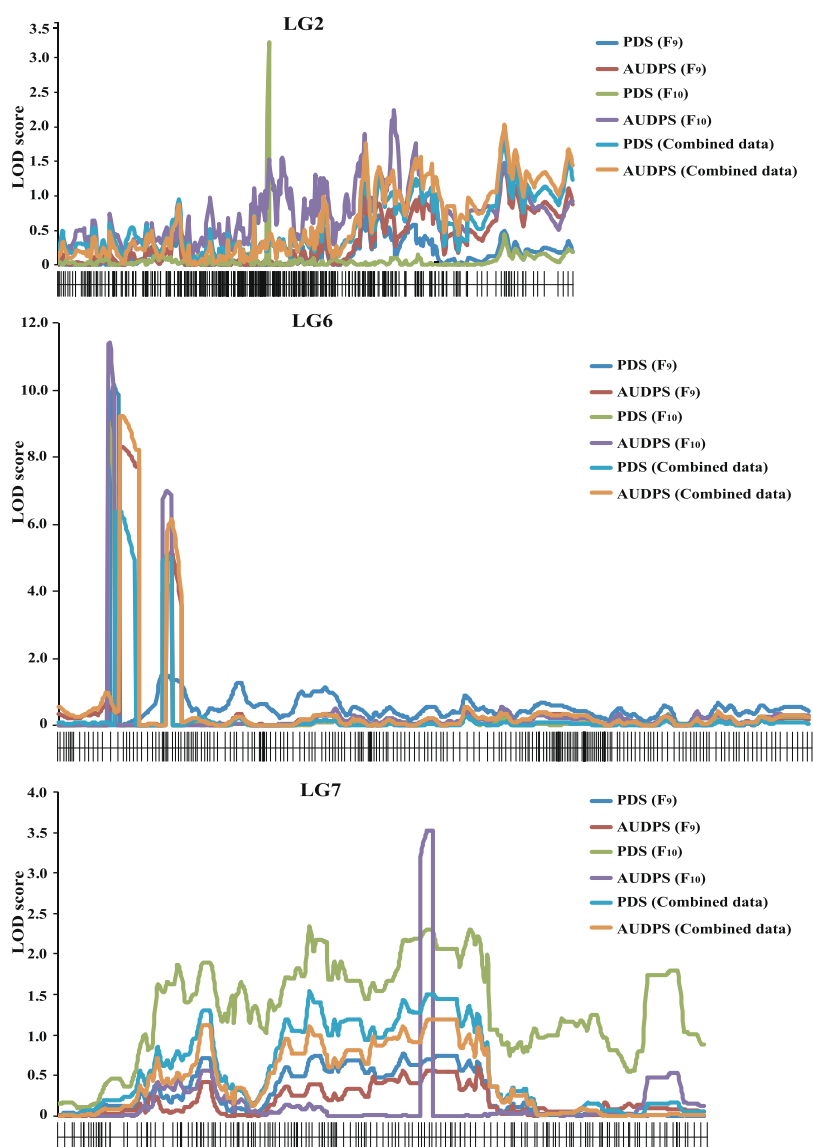 LG2
LOD score
3.5
3.0
2.5
2.0
1.5
1.0
0.5
0
PDS (F9)
AUDPS (F9)
PDS (F10)
AUDPS (F10)
PDS (Combined data)
AUDPS (Combined data)
LG6
LOD score
12.0
10.0
8.0
6.0
4.0
2.0
0
PDS (F9)
AUDPS (F9)
PDS (F10)
AUDPS (F10)
PDS (Combined data)
AUDPS (Combined data)
LG7
LOD score
4.0
3.5
3.0
2.5
2.0
1.5
1.0
0.5
0
PDS (F9)
AUDPS (F9)
PDS (F10)
AUDPS (F10)
PDS (Combined data)
AUDPS (Combined data)